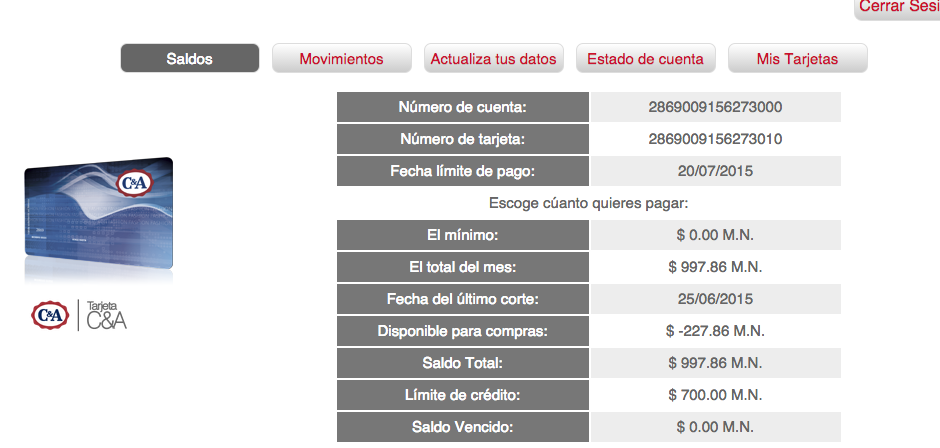 Cerrar Sesi
Saldos Movimientos Actualiza tus datos Estado de cuenta Mis Tarjetas
Número de cuenta: 2869009156273000
Número de tarjeta: 2869009156273010
Fecha límite de pago: 20/07/2015
Escoge cúanto quieres pagar:
El mínimo: $ 0.00 M.N.
El total del mes: $ 997.86 M.N.
Fecha del último corte: 25/06/2015
Disponible para compras: $ -227.86 M.N.
Saldo Total: $ 997.86 M.N.
Límite de crédito: $ 700.00 M.N.
Saldo Vencido: $ 0.00 M.N.
C&A
C&A
Tarjeta
C&A